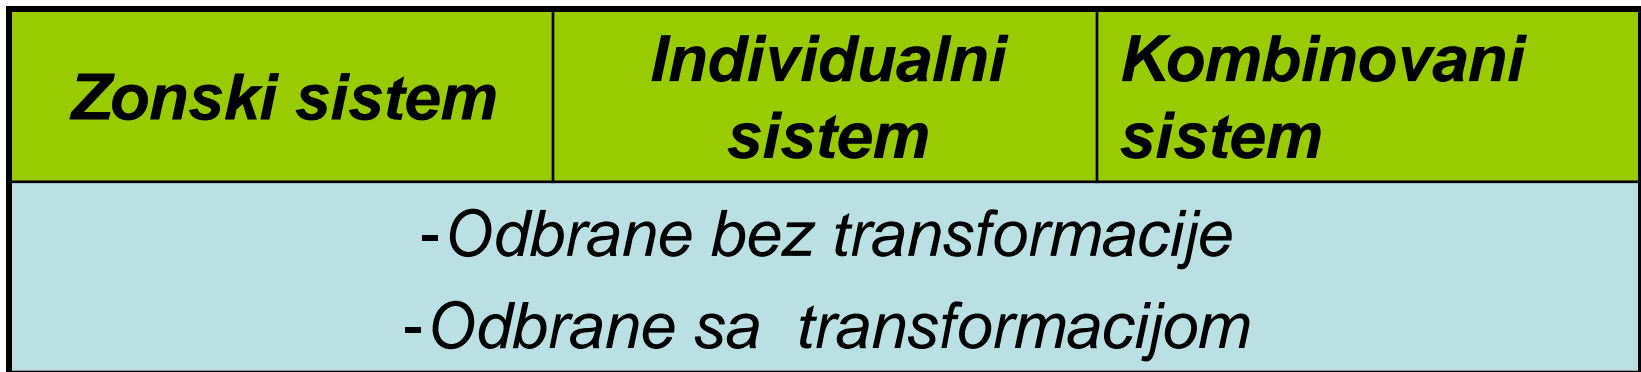 Zonski sistem
Individualni
sistem
Kombinovani
sistem
-Odbrane bez transformacije
-Odbrane sa  transformacijom